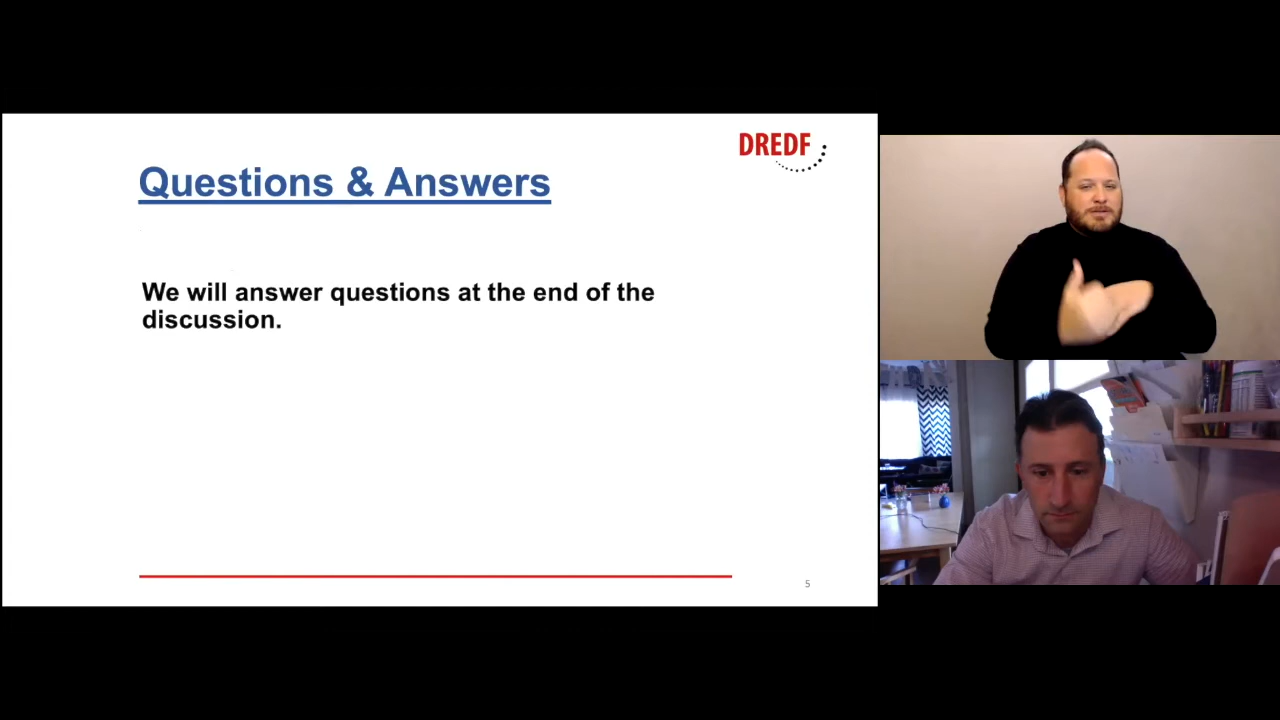 DREDF
Questions & Answers
We will answer questions at the end of the
discussion.
5